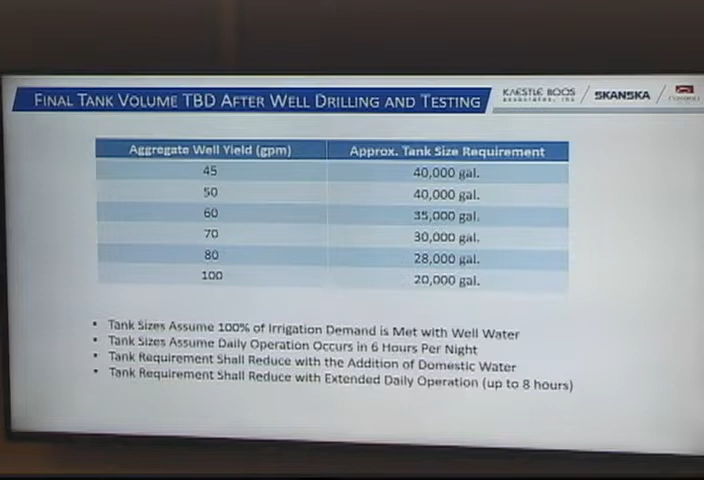 FINAL TANK VOLUME TBD AFTER WELL DRILLING AND TESTING
KAESTLE BOOS
associates, inc
SKANSKA
Aggregate Well Yield (gpm) Approx. Tank Size Requirement
45 40,000 gal.
50 40,000 gal.
60 35,000 gal.
70 30,000 gal.
80 28,000 gal.
100 20,000 gal.
• Tank Sizes Assume 100% of Irrigation Demand is Met with Well Water
• Tank Sizes Assume Daily Operation Occurs in 6 Hours Per Night
• Tank Requirement Shall Reduce with the Addition of Domestic Water
• Tank Requirement Shall Reduce with Extended Daily Operation (up to 8 hours)